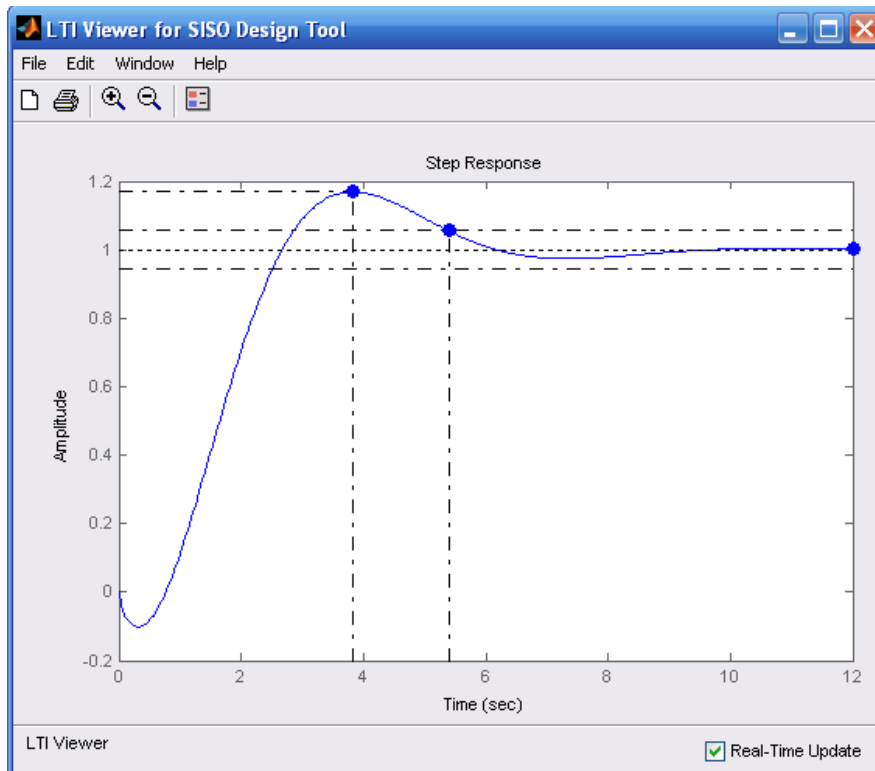 LTI Viewer for SISO Design Tool
File Edit Window Help
Step Response
1.2
1
0.8
0.6
0.4
0.2
0
-0.2
Amplitude
0 2 4 6 8 10 12
Time (sec)
LTI Viewer
Real-Time Update